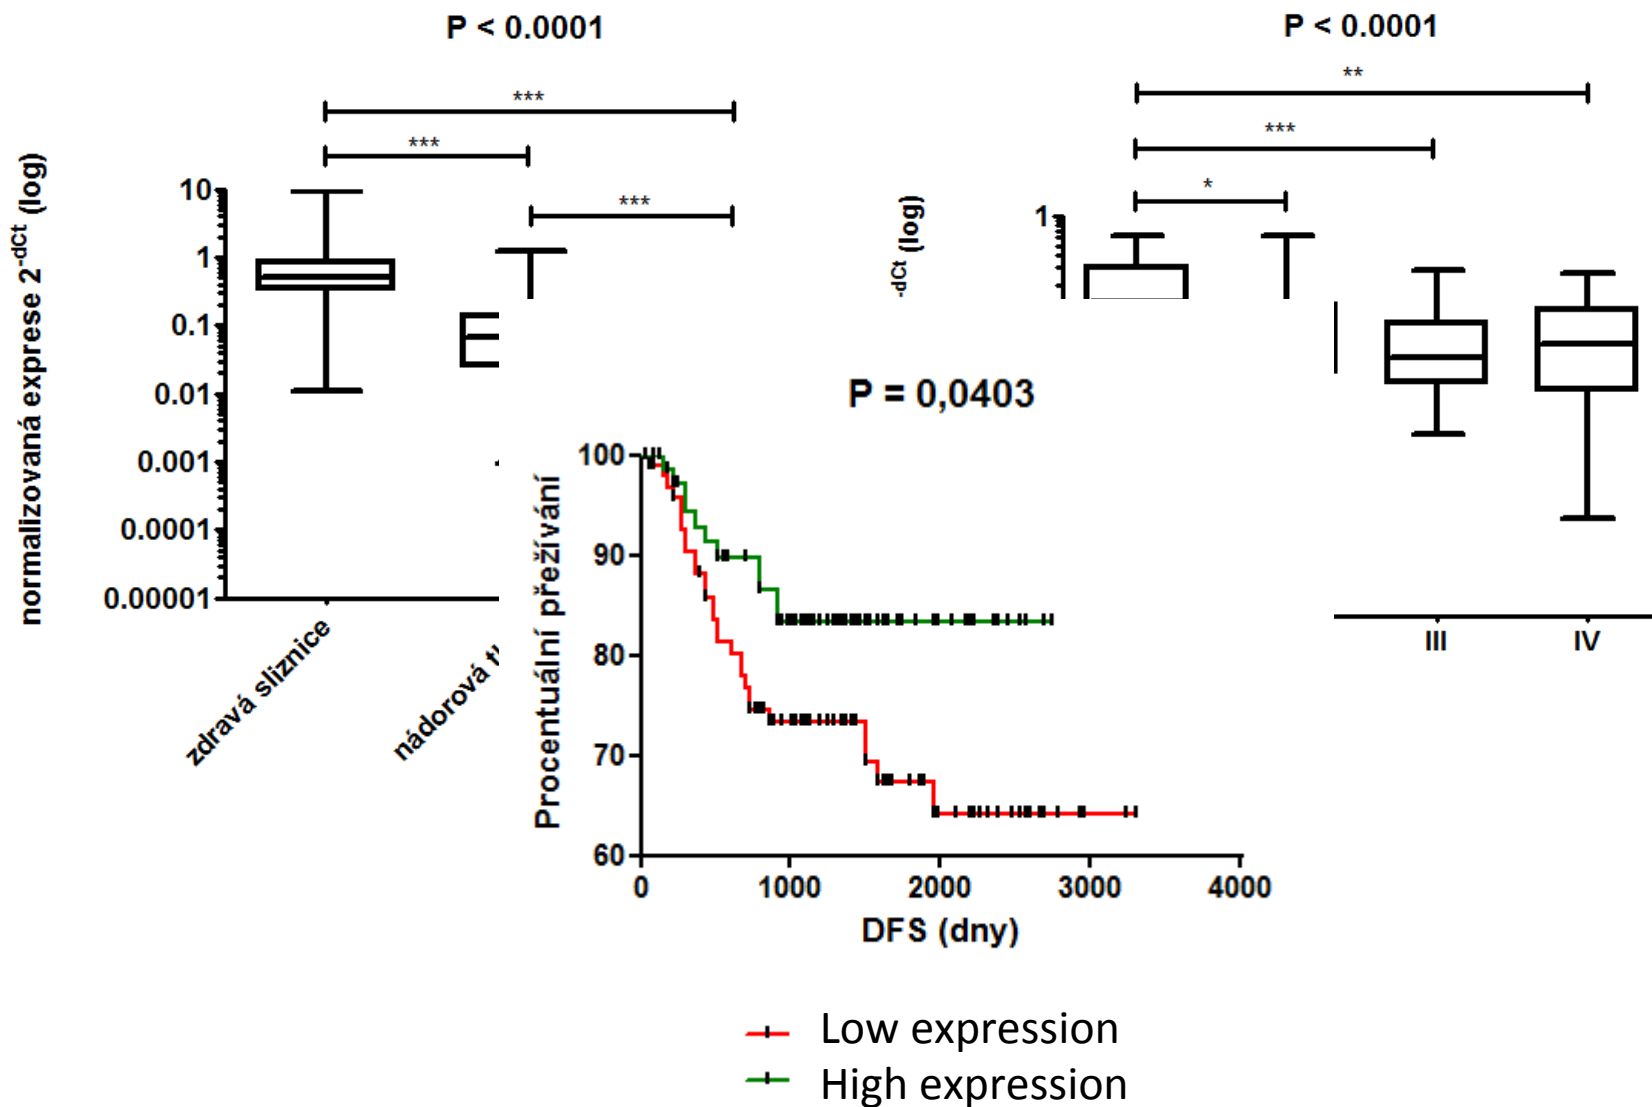 P < 0.0001
***
***
***
normalizovaná exprese 2^-dCt (log)
10
1
0.1
0.01
0.001
0.0001
0.00001
zdravá sliznice
nádorová
P < 0.0001
**
***
*
-dCt (log)
1
III
IV
P = 0,0403
Procentuální přežívání
100
90
80
70
60
0 1000 2000 3000 4000
DFS (dny)
Low expression
High expression